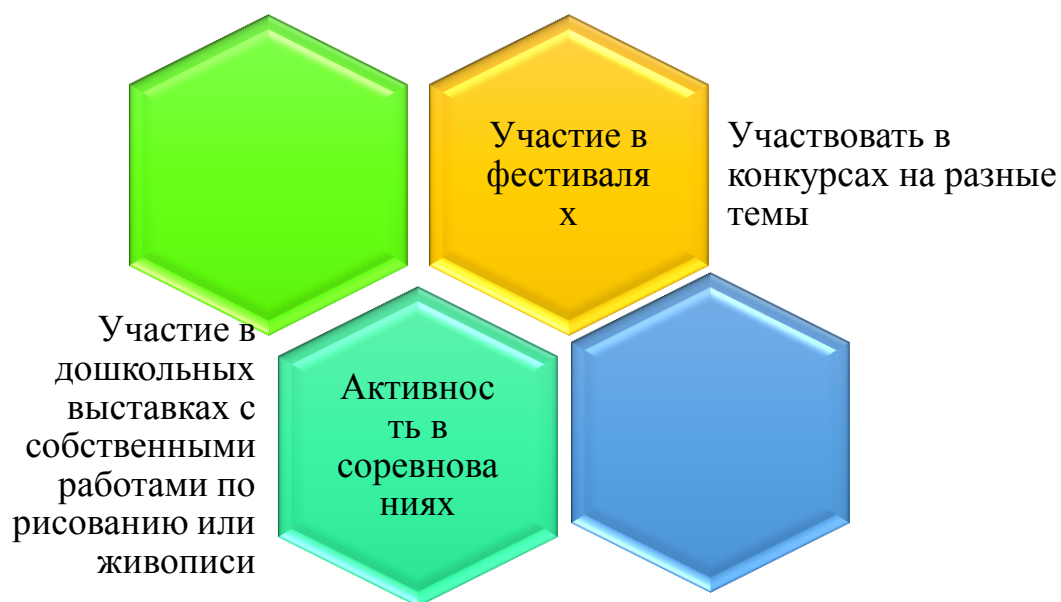 Участие в
фестиваля
х
Участвовать в
конкурсах на разные
темы
Участие в
дошкольных
выставках с
собственными
работами по
рисованию или
живописи
Активнос
ть в
соревнова
ниях